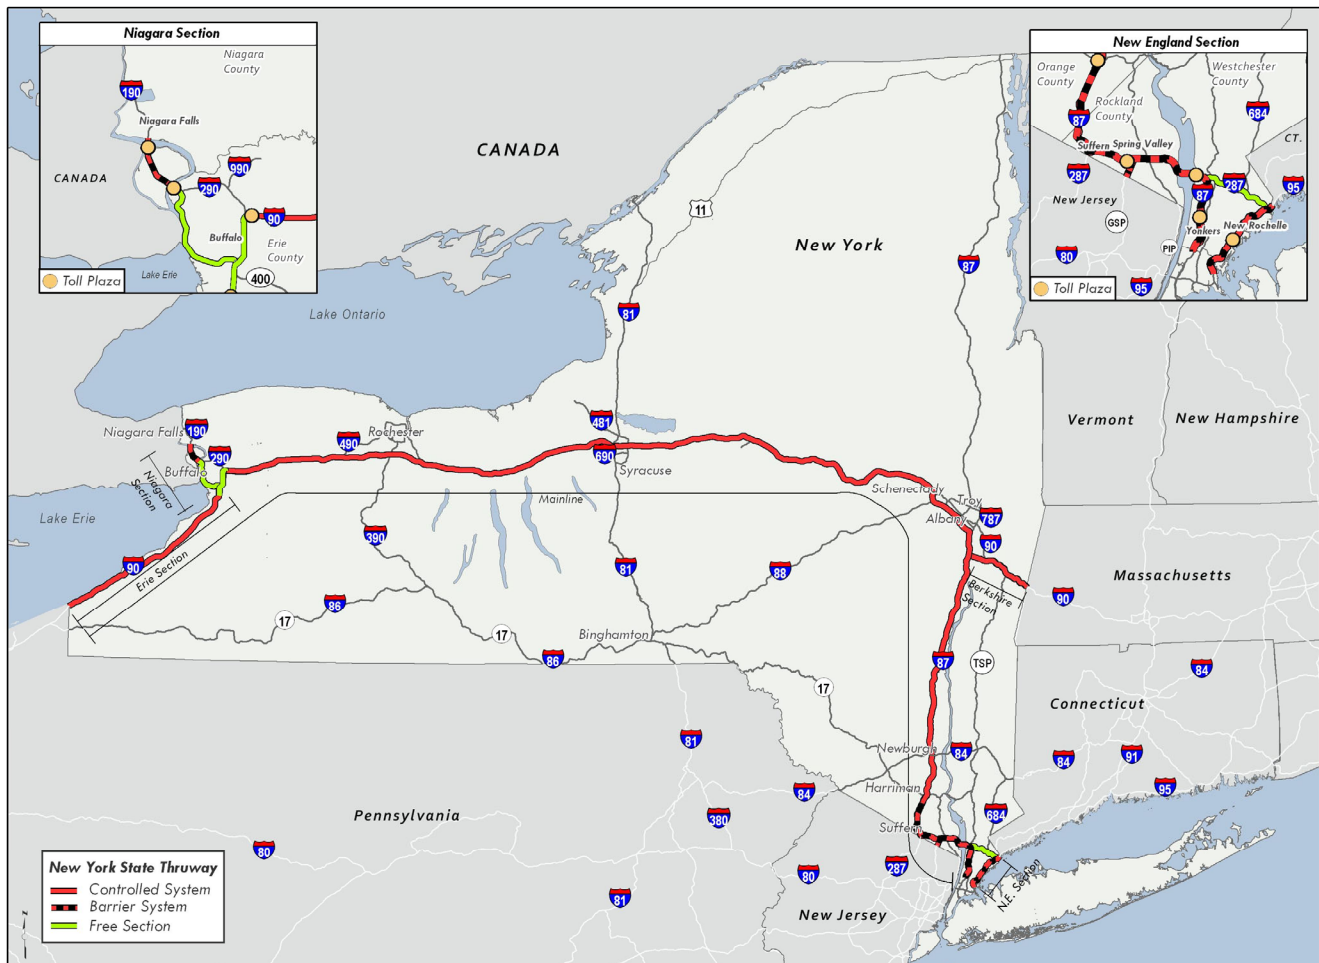 Niagara Section
Niagara
County
190
Niagara Falls
990
CANADA
290
90
Buffalo
Erie
County
Lake Erie
400
Toll Plaza
New England Section
Orange
County
Westchester
County
Rockland
County
684
87
CT.
Suffern
Spring Valley
287
287
95
87
New Jersey
GSP
Yonkers
New Rochelle
PIP
80
95
Toll Plaza
CANADA
11
New York
87
Lake Ontario
81
Vermont
New Hampshire
Niagara Falls
190
490
Rochester
481
290
690
Buffalo
Syracuse
Niagara
Section
Mainline
Schenectady
Troy
Albany
787
Lake Erie
390
90
90
Erie Section
81
88
Massachusetts
Berkshire
Section
90
86
17
17
Binghamton
86
87
TSP
84
17
Connecticut
81
Newburgh
84
84
91
Harriman
84
95
Pennsylvania
380
684
Suffern
80
287
80
N.E. Section
81
New Jersey
New York State Thruway
Controlled System
Barrier System
Free Section
z